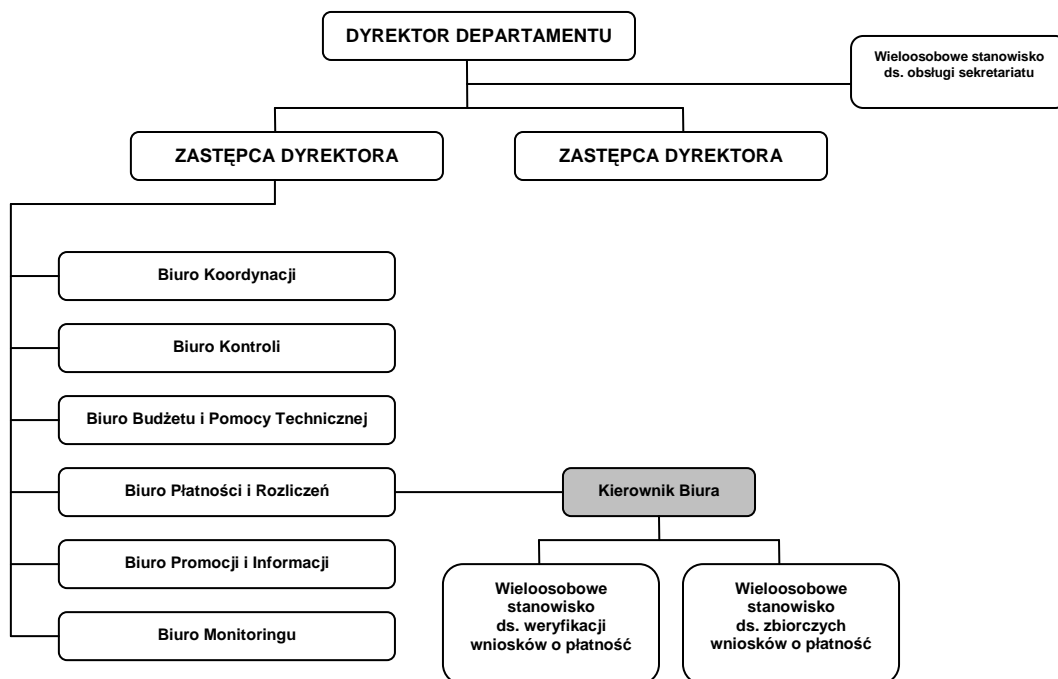 DYREKTOR DEPARTAMENTU
Wieloosobowe stanowisko
ds. obsługi sekretariatu
ZASTĘPCA DYREKTORA
ZASTĘPCA DYREKTORA
Biuro Koordynacji
Biuro Kontroli
Biuro Budżetu i Pomocy Technicznej
Biuro Płatności i Rozliczeń
Kierownik Biura
Biuro Promocji i Informacji
Biuro Monitoringu
Wieloosobowe
stanowisko
ds. weryfikacji
wniosków o płatność
Wieloosobowe
stanowisko
ds. zbiorczych
wniosków o płatność